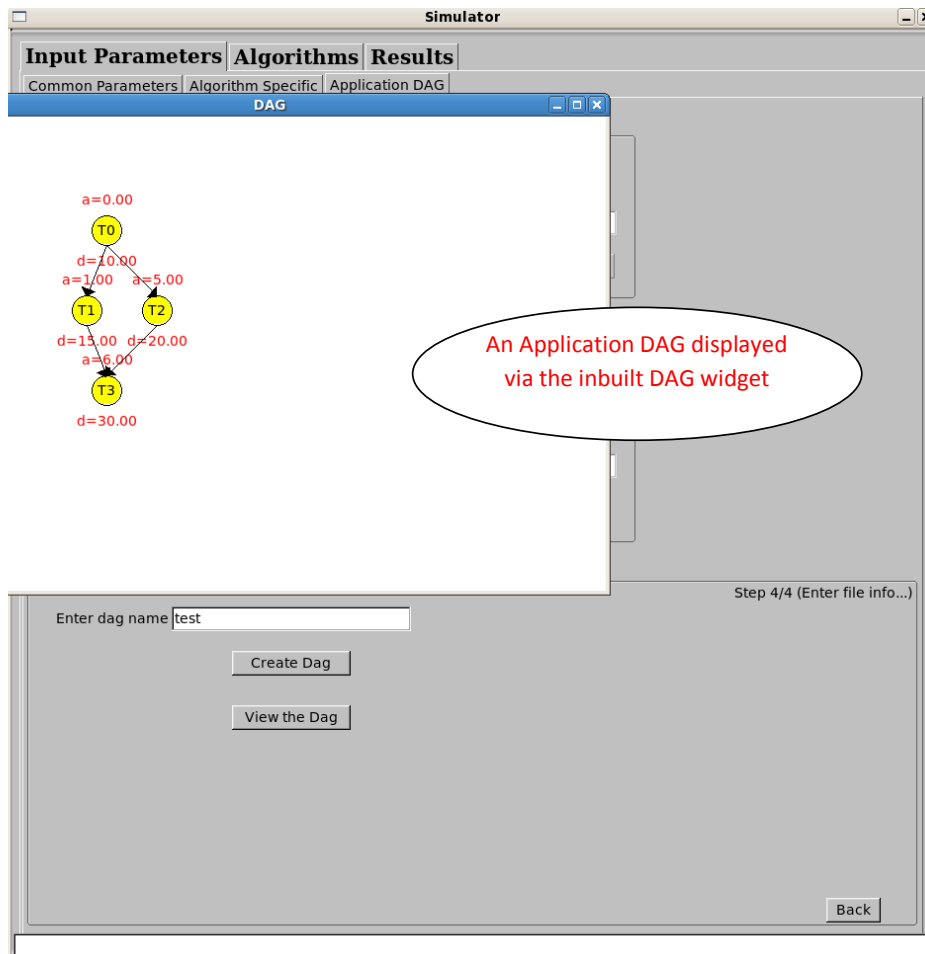 Simulator
Input Parameters Algorithms Results
Common Parameters Algorithm Specific Application DAG
DAG
a=0.00
T0
d=10.00
a=1.00 a=5.00
T1 T2
d=15.00 d=20.00
a=6.00
T3
d=30.00
An Application DAG displayed
via the inbuilt DAG widget
Step 4/4 (Enter file info...)
Enter dag name test
Create Dag
View the Dag
Back